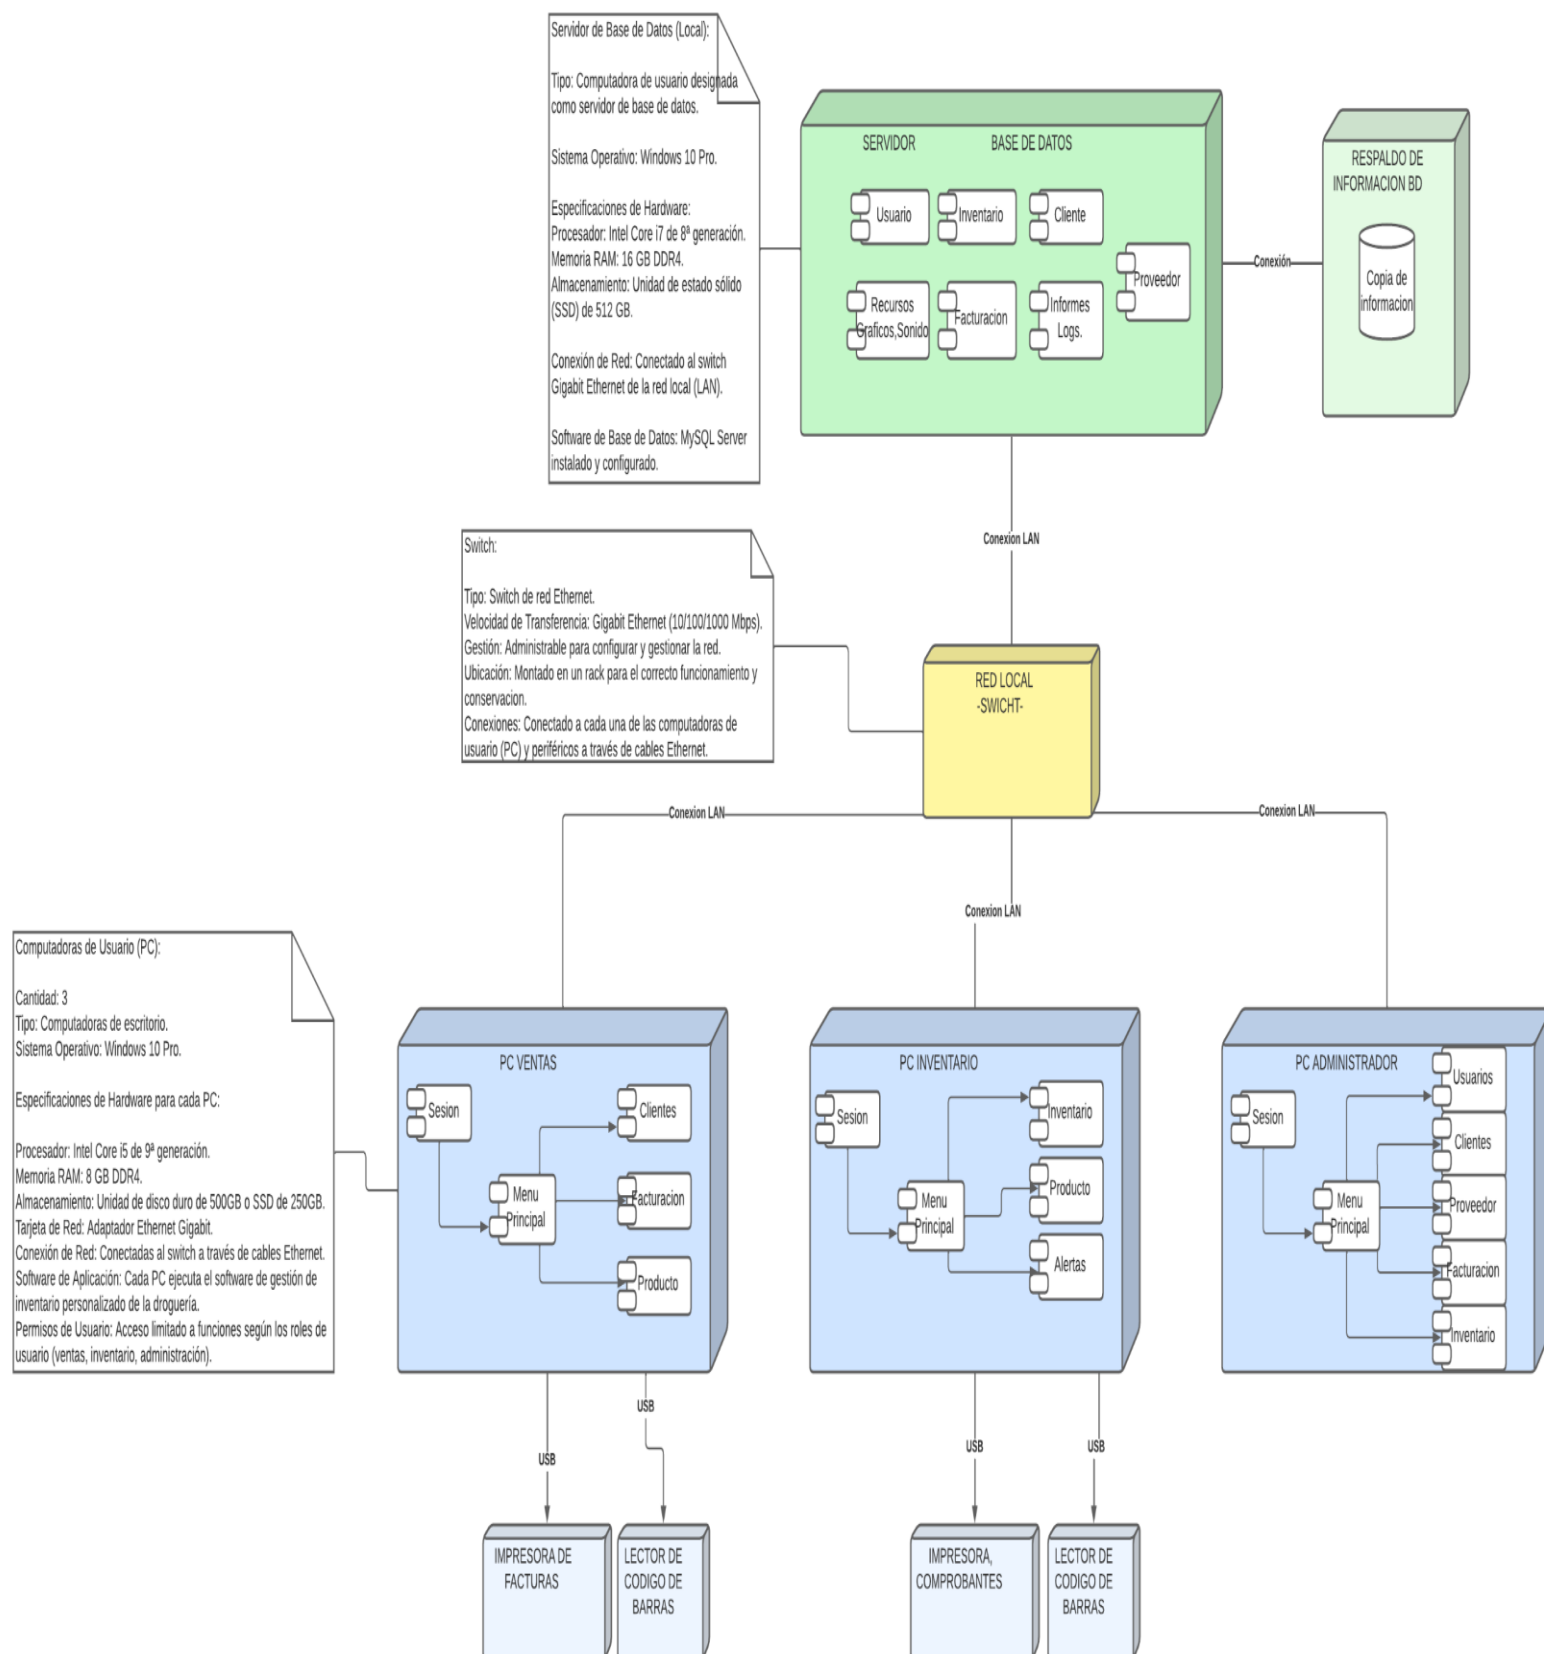 Servidor de Base de Datos (Local):
Tipo: Computadora de usuario designada
como servidor de base de datos.
Sistema Operativo: Windows 10 Pro.
Especificaciones de Hardware:
Procesador: Intel Core i7 de 8ª generación.
Memoria RAM: 16 GB DDR4.
Almacenamiento: Unidad de estado sólido
(SSD) de 512 GB.
Conexión de Red: Conectado al switch
Gigabit Ethernet de la red local (LAN).
Software de Base de Datos: MySQL Server
instalado y configurado.
SERVIDOR
BASE DE DATOS
Usuario
Inventario
Cliente
Proveedor
Recursos
Graficos,Sonido
Facturacion
Informes
Logs.
Conexión
RESPALDO DE
INFORMACION BD
Copia de
informacion
Conexion LAN
Switch:
Tipo: Switch de red Ethernet.
Velocidad de Transferencia: Gigabit Ethernet (10/100/1000 Mbps).
Gestión: Administrable para configurar y gestionar la red.
Ubicación: Montado en un rack para el correcto funcionamiento y
conservacion.
Conexiones: Conectado a cada una de las computadoras de
usuario (PC) y periféricos a través de cables Ethernet.
RED LOCAL
-SWICHT-
Conexion LAN
Conexion LAN
Conexion LAN
Computadoras de Usuario (PC):
Cantidad: 3
Tipo: Computadoras de escritorio.
Sistema Operativo: Windows 10 Pro.
Especificaciones de Hardware para cada PC:
Procesador: Intel Core i5 de 9ª generación.
Memoria RAM: 8 GB DDR4.
Almacenamiento: Unidad de disco duro de 500GB o SSD de 250GB.
Tarjeta de Red: Adaptador Ethernet Gigabit.
Conexión de Red: Conectadas al switch a través de cables Ethernet.
Software de Aplicación: Cada PC ejecuta el software de gestión de
inventario personalizado de la droguería.
Permisos de Usuario: Acceso limitado a funciones según los roles de
usuario (ventas, inventario, administración).
PC VENTAS
Sesion
Menu
Principal
Clientes
Facturacion
Producto
PC INVENTARIO
Sesion
Menu
Principal
Inventario
Producto
Alertas
PC ADMINISTRADOR
Sesion
Menu
Principal
Usuarios
Clientes
Proveedor
Facturacion
Inventario
USB
USB
USB
USB
IMPRESORA DE
FACTURAS
LECTOR DE
CODIGO DE
BARRAS
IMPRESORA,
COMPROBANTES
LECTOR DE
CODIGO DE
BARRAS